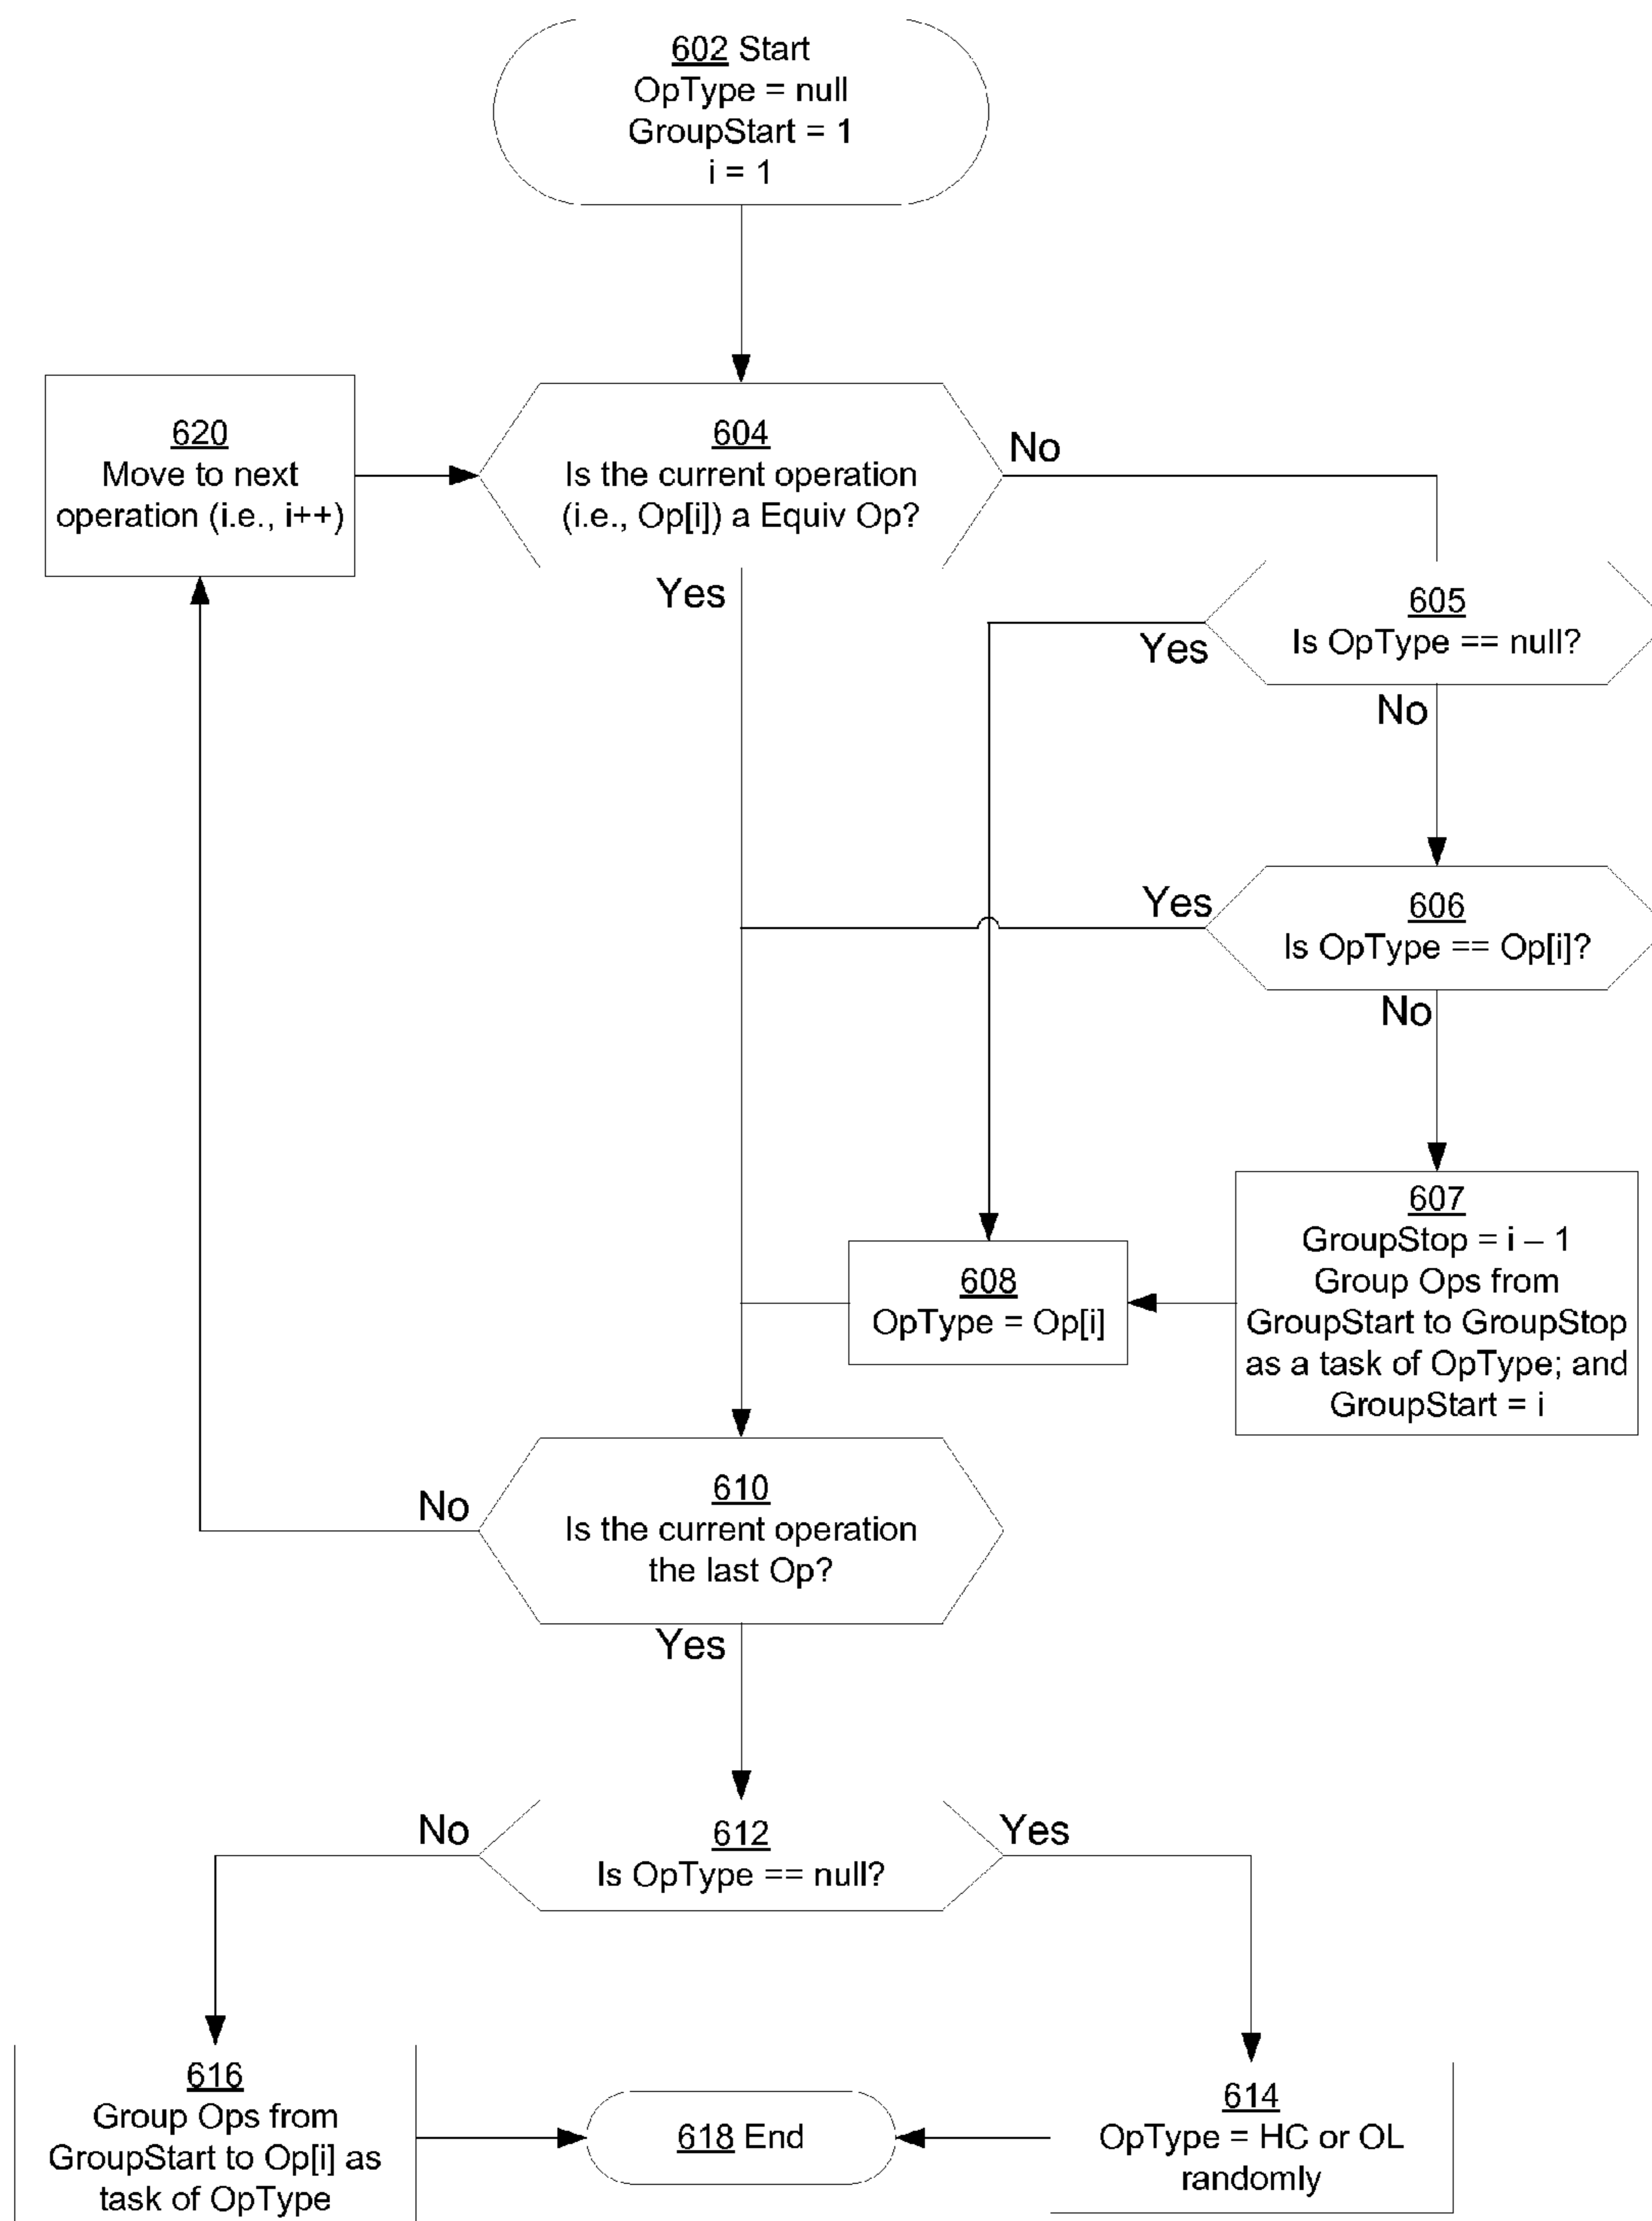 602 Start
OpType = null
GroupStart = 1
i = 1
620
Move to next
operation (i.e., i++)
604
Is the current operation
(i.e., Op[i]) a Equiv Op?
No
Yes
605
Is OpType == null?
Yes
No
606
Is OpType == Op[i]?
Yes
No
607
GroupStop = i – 1
Group Ops from
GroupStart to GroupStop
as a task of OpType; and
GroupStart = i
608
OpType = Op[i]
610
Is the current operation
the last Op?
No
Yes
612
Is OpType == null?
No
Yes
616
Group Ops from
GroupStart to Op[i] as
task of OpType
618 End
614
OpType = HC or OL
randomly